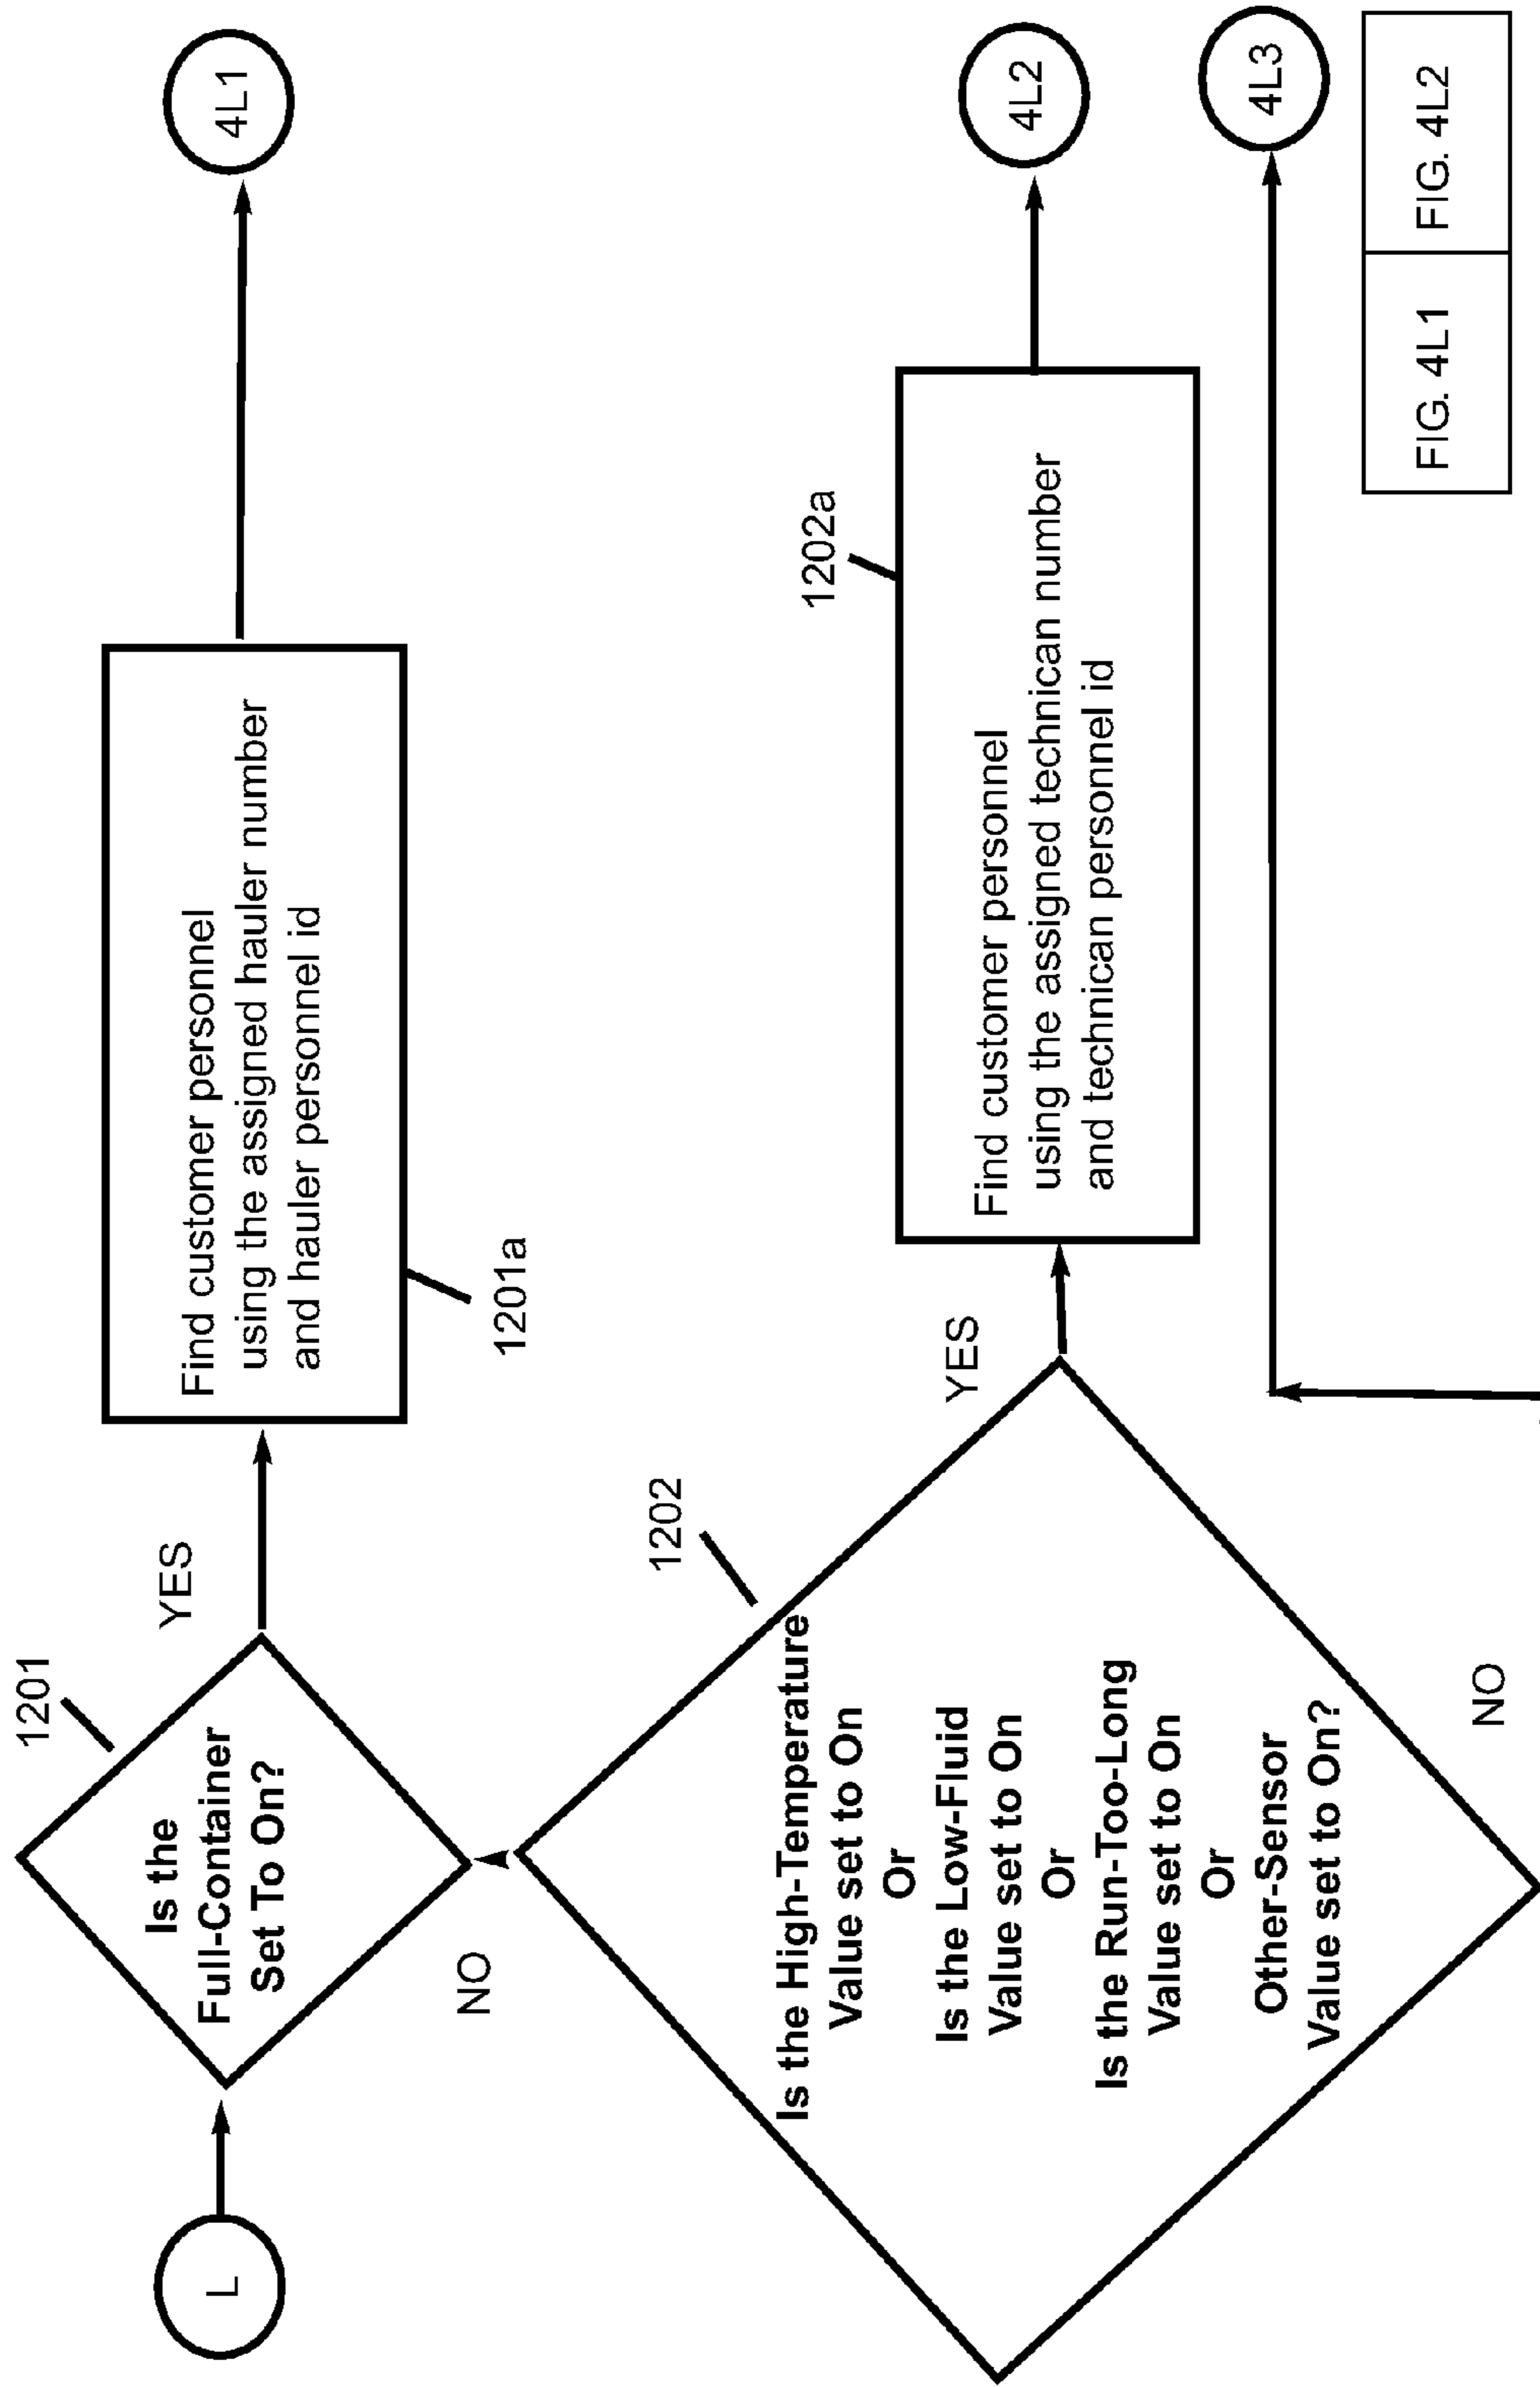 L
1201
Is the
Full-Container
Set To On?
YES
NO
Find customer personnel
using the assigned hauler number
and hauler personnel id
1201a
4L1
1202
Is the High-Temperature
Value set to On
Or
Is the Low-Fluid
Value set to On
Or
Is the Run-Too-Long
Value set to On
Or
Other-Sensor
Value set to On?
YES
NO
1202a
Find customer personnel
using the assigned technican number
and technican personnel id
4L2
4L3
FIG. 4L1
FIG. 4L2